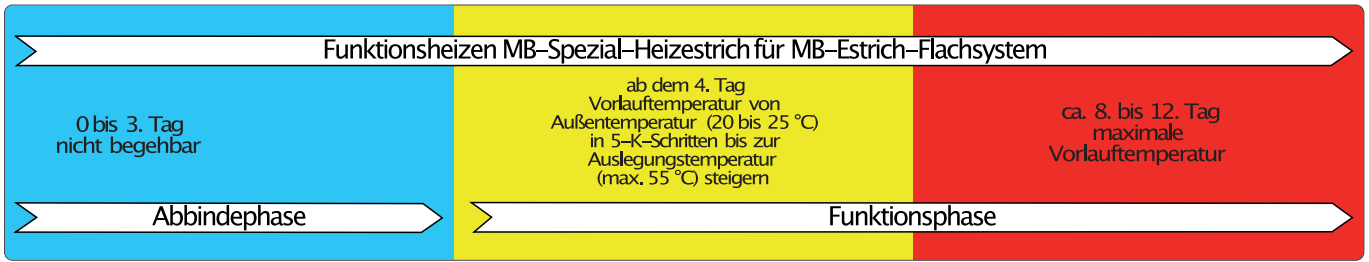 Funktionsheizen MB–Spezial–Heizestrich für MB–Estrich–Flachsystem
0 bis 3. Tag
nicht begehbar
ab dem 4. Tag
Vorlauftemperatur von
Außentemperatur (20 bis 25 °C)
in 5–K–Schritten bis zur
Auslegungstemperatur
(max. 55 °C) steigern
ca. 8. bis 12. Tag
maximale
Vorlauftemperatur
Abbindephase
Funktionsphase